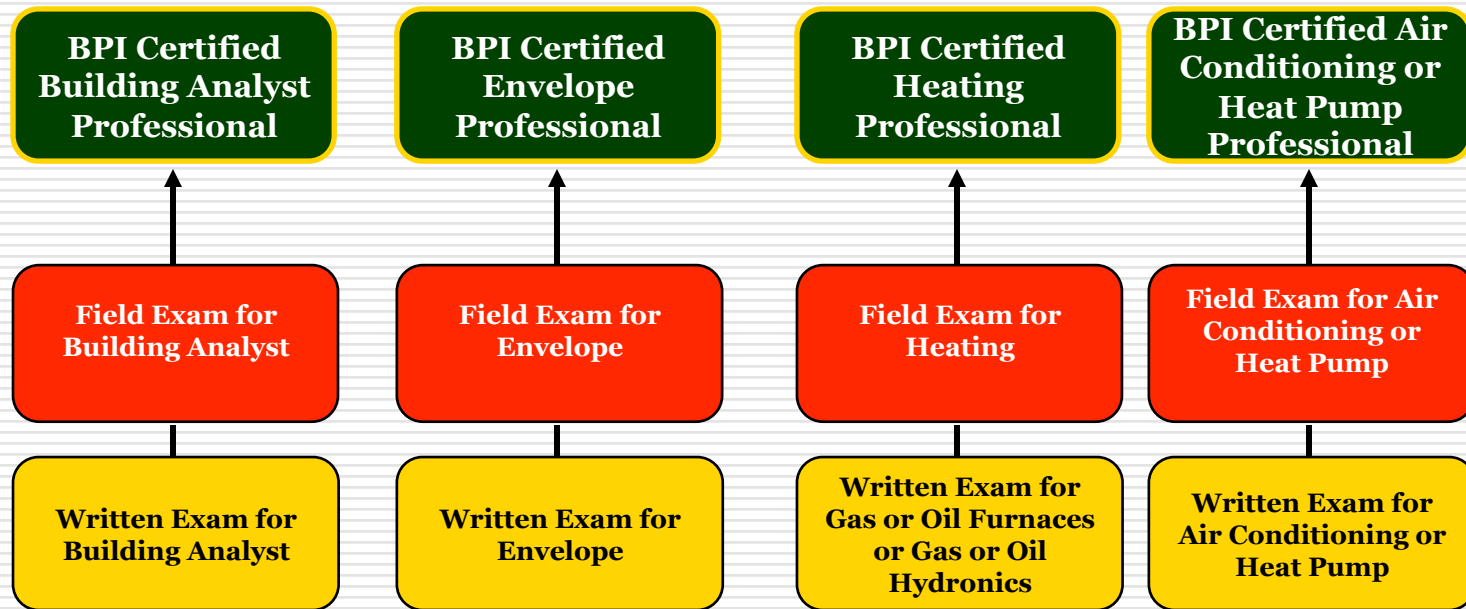 BPI Certified
Building Analyst
Professional
BPI Certified
Envelope
Professional
BPI Certified
Heating
Professional
BPI Certified Air
Conditioning or
Heat Pump
Professional
Field Exam for
Building Analyst
Field Exam for
Envelope
Field Exam for
Heating
Field Exam for Air
Conditioning or
Heat Pump
Written Exam for
Building Analyst
Written Exam for
Envelope
Written Exam for
Gas or Oil Furnaces
or Gas or Oil
Hydronics
Written Exam for
Air Conditioning or
Heat Pump